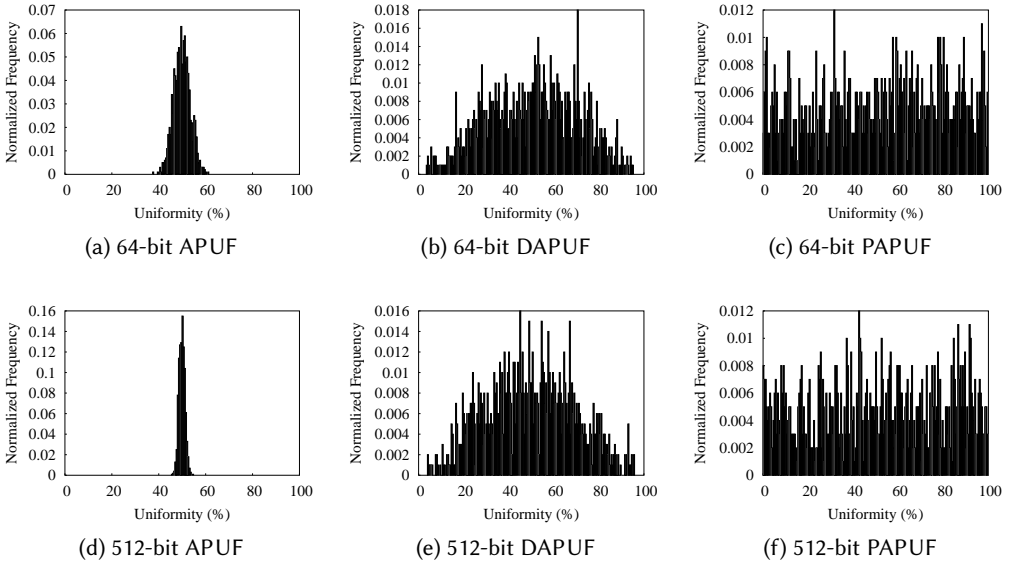 0.07
0.06
0.05
0.04
0.03
0.02
0.01
0
Normalized Frequency
0 20 40 60 80 100
Uniformity (%)
(a) 64-bit APUF
0.018
0.016
0.014
0.012
0.01
0.008
0.006
0.004
0.002
Normalized Frequency
0 20 40 60 80 100
Uniformity (%)
(b) 64-bit DAPUF
0.012
0.01
0.008
0.006
0.004
0.002
Normalized Frequency
0 20 40 60 80 100
Uniformity (%)
(c) 64-bit PAPUF
0.16
0.14
0.12
0.1
0.08
0.06
0.04
0.02
0
Normalized Frequency
0 20 40 60 80 100
Uniformity (%)
(d) 512-bit APUF
0.016
0.014
0.012
0.01
0.008
0.006
0.004
0.002
0
Normalized Frequency
0 20 40 60 80 100
Uniformity (%)
(e) 512-bit DAPUF
0.012
0.01
0.008
0.006
0.004
0.002
0
Normalized Frequency
0 20 40 60 80 100
Uniformity (%)
(f) 512-bit PAPUF